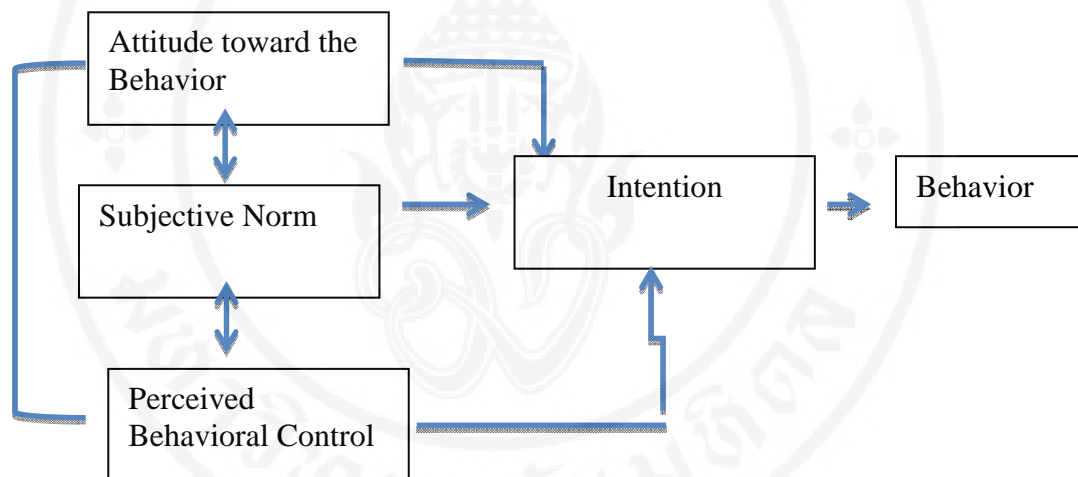 Attitude toward the
Behavior
Subjective Norm
Intention
Behavior
Perceived
Behavioral Control